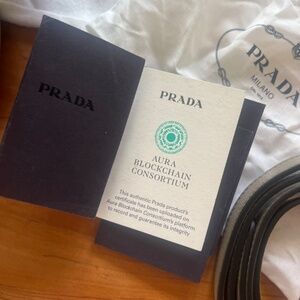 PRADA
PRADA
AURA
BLOCKCHAIN
CONSORTIUM
This authentic Prada product's
certificate has been uploaded on
Aura Blockchain Consortium's platform
to record and guarantee its integrity
PRADA
MILANO